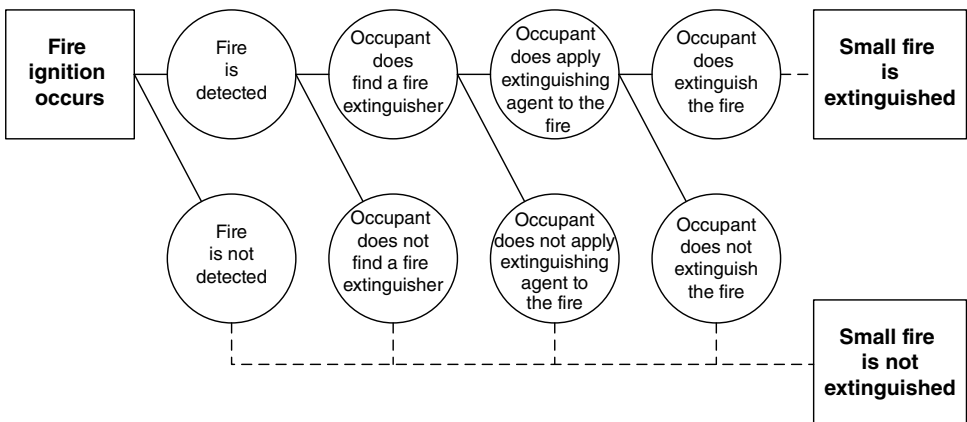 Fire
ignition
occurs
Fire
is
detected
Occupant
does
find a fire
extinguisher
Occupant
does apply
extinguishing
agent to the
fire
Occupant
does
extinguish
the fire
Small fire
is
extinguished
Fire
is not
detected
Occupant
does not
find a fire
extinguisher
Occupant
does not apply
extinguishing
agent to
the fire
Occupant
does not
extinguish
the fire
Small fire
is not
extinguished